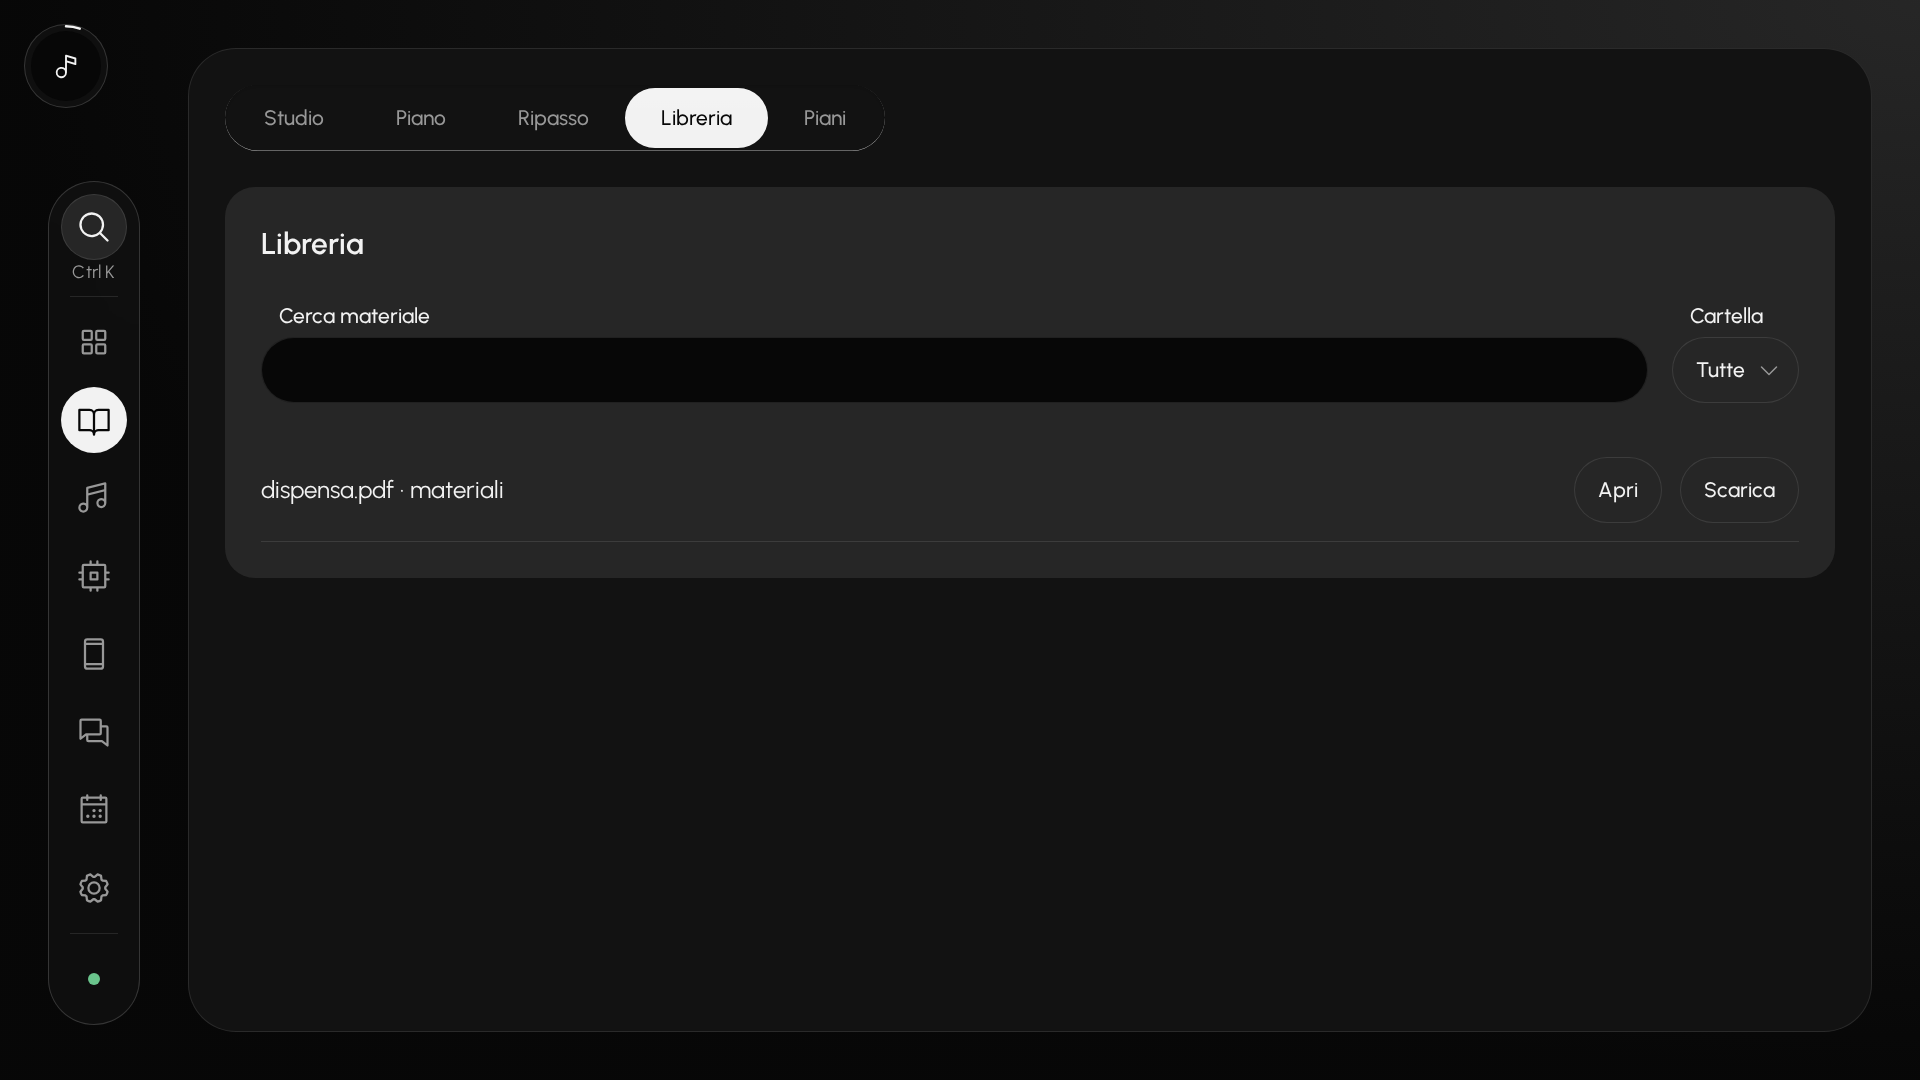 Studio
Piano
Ripasso
Libreria
Piani
Ctrl K
Libreria
Cerca materiale
Cartella
Tutte
dispensa.pdf · materiali
Apri
Scarica